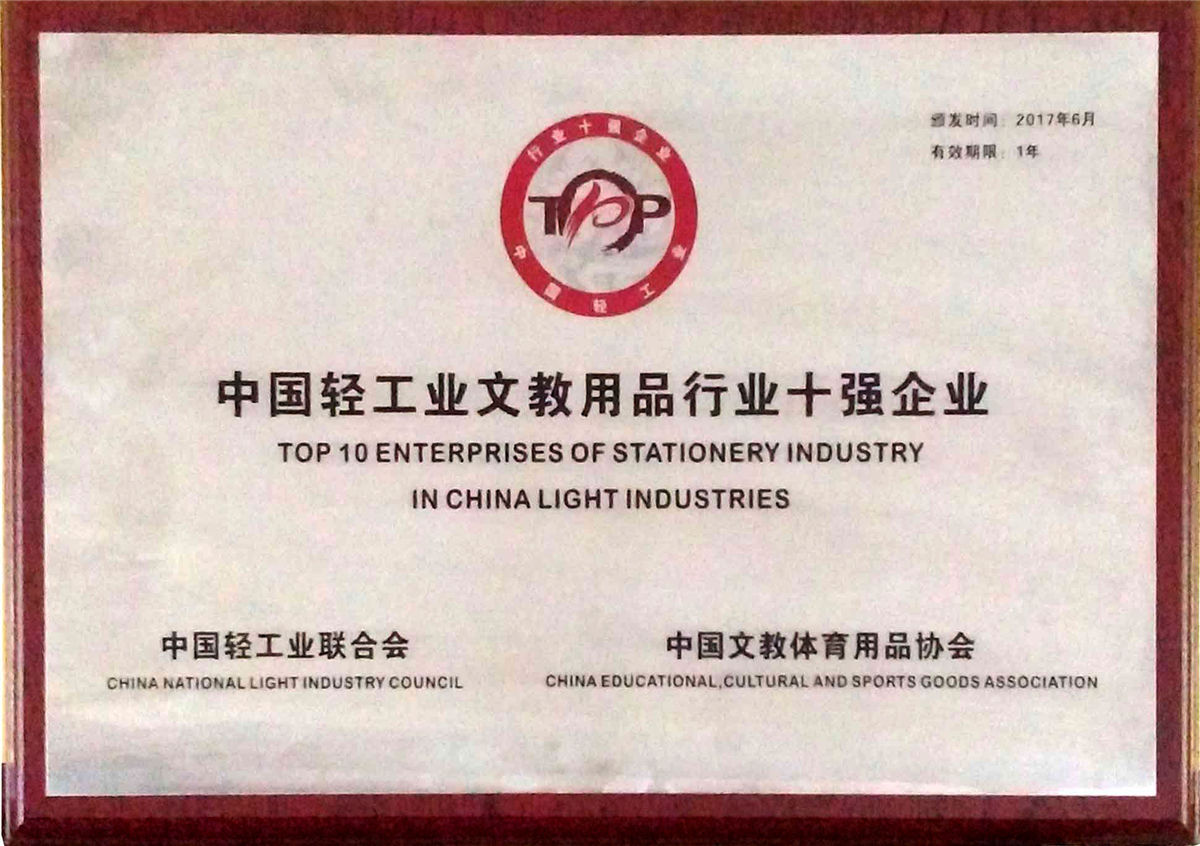 颁发时间：2017年6月
有效期限：1年
行业十强企业
TOP
中国轻工业
中国轻工业文教用品行业十强企业
TOP 10 ENTERPRISES OF STATIONERY INDUSTRY
IN CHINA LIGHT INDUSTRIES
中国轻工业联合会
CHINA NATIONAL LIGHT INDUSTRY COUNCIL
中国文教体育用品协会
CHINA EDUCATIONAL,CULTURAL AND SPORTS GOODS ASSOCIATION